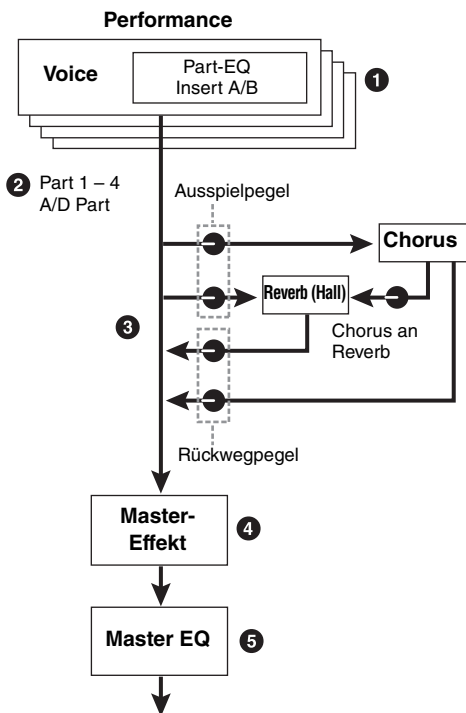 Performance
Voice
Part-EQ
Insert A/B
1
2 Part 1 – 4
A/D Part
Ausspielpegel
Chorus
Reverb (Hall)
3
Chorus an
Reverb
Rückwegpegel
Master-
Effekt
4
Master EQ
5